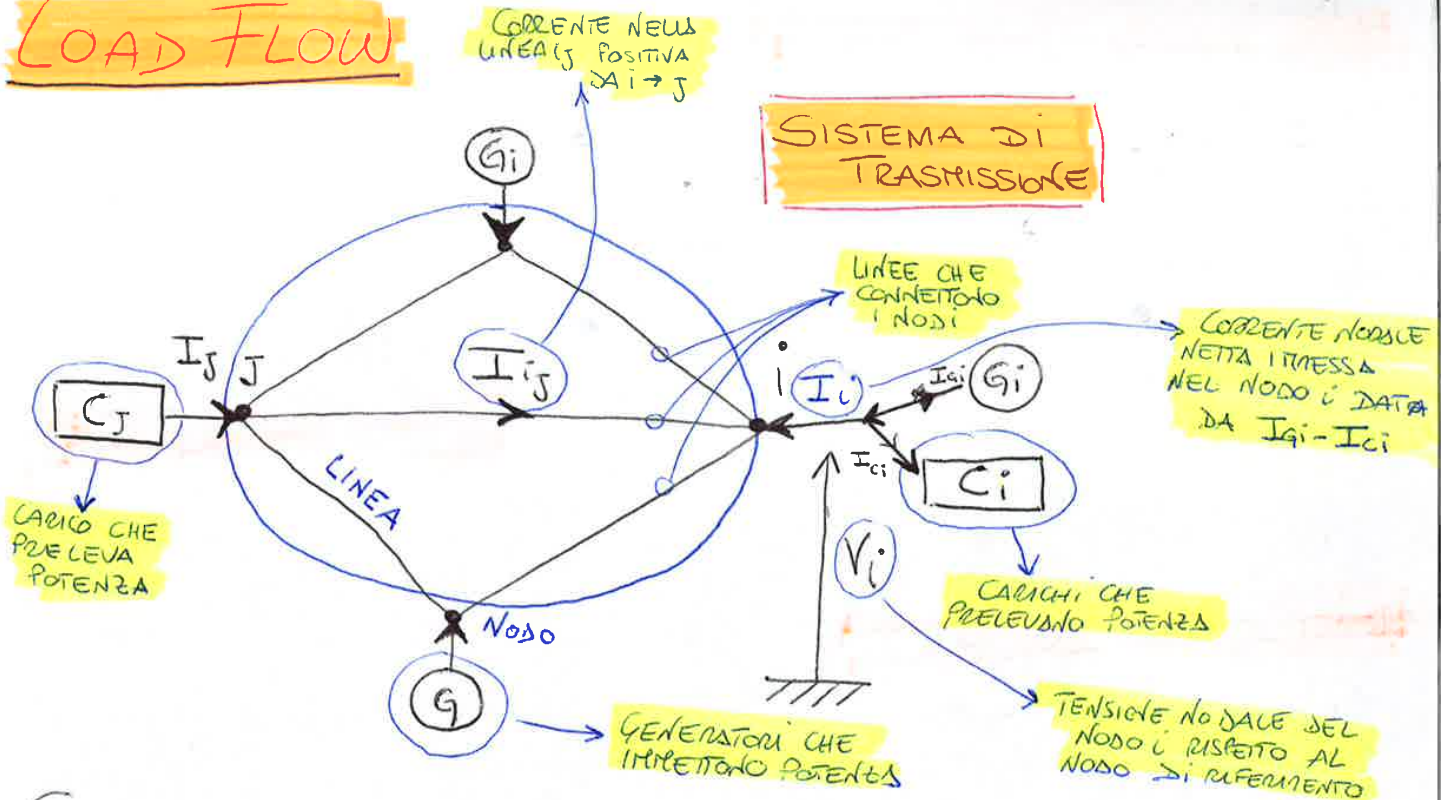 LOAD FLOW
CORRENTE NELLA
LINEA ij POSITIVA
DA i → J
SISTEMA DI
TRASMISSIONE
Gi
LINEE CHE
CONNETTONO
I NODI
CORRENTE NODALE
NETTA IMMESSA
NEL NODO i DATA
DA IGi-ICi
IJ J
Iij
i Ii IGi Gi
CJ
ICi Ci
LINEA
CARICO CHE
PRELEVA
POTENZA
Vi
CARICHI CHE
PRELEVANO POTENZA
NODO
G
GENERATORI CHE
IMMETTONO POTENZA
TENSIONE NODALE DEL
NODO i RISPETTO AL
NODO DI RIFERIMENTO